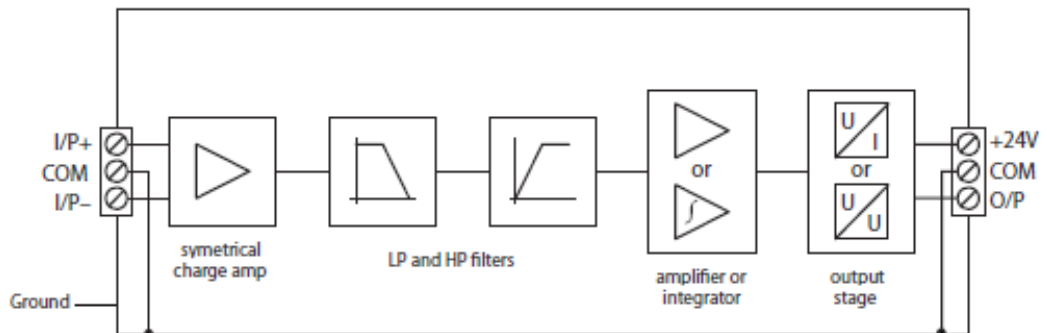 I/P+
COM
I/P–
symetrical
charge amp
LP and HP filters
or
∫
amplifier or
integrator
U
I
or
U
U
output
stage
+24V
COM
O/P
Ground